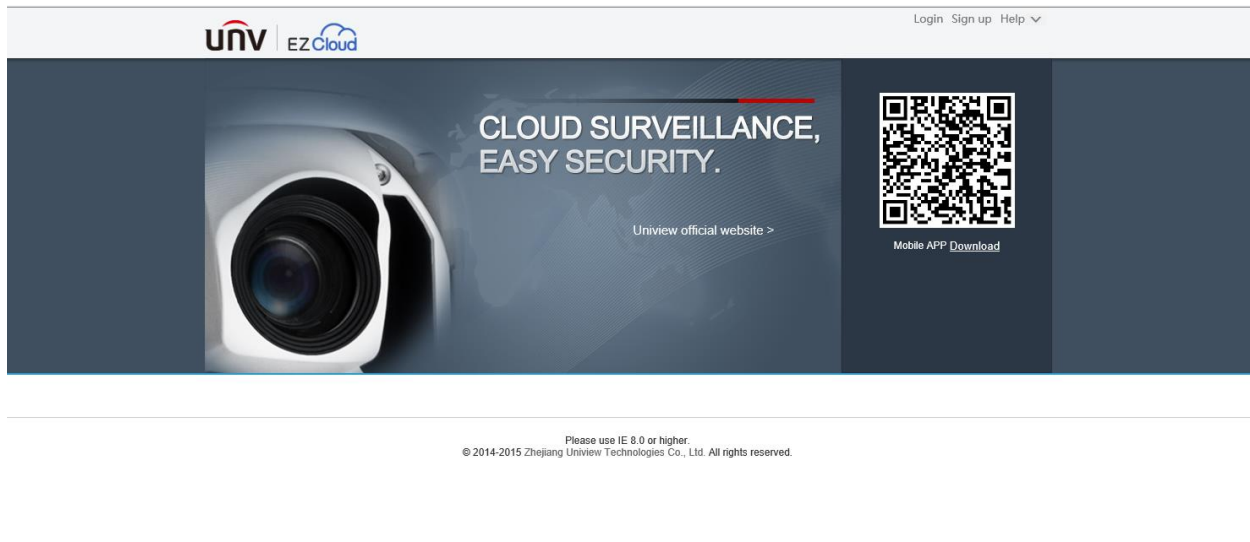 unv EZCloud
Login Sign up Help
CLOUD SURVEILLANCE,
EASY SECURITY.
Uniview official website >
Mobile APP Download
Please use IE 8.0 or higher.
© 2014-2015 Zhejiang Uniview Technologies Co., Ltd. All rights reserved.